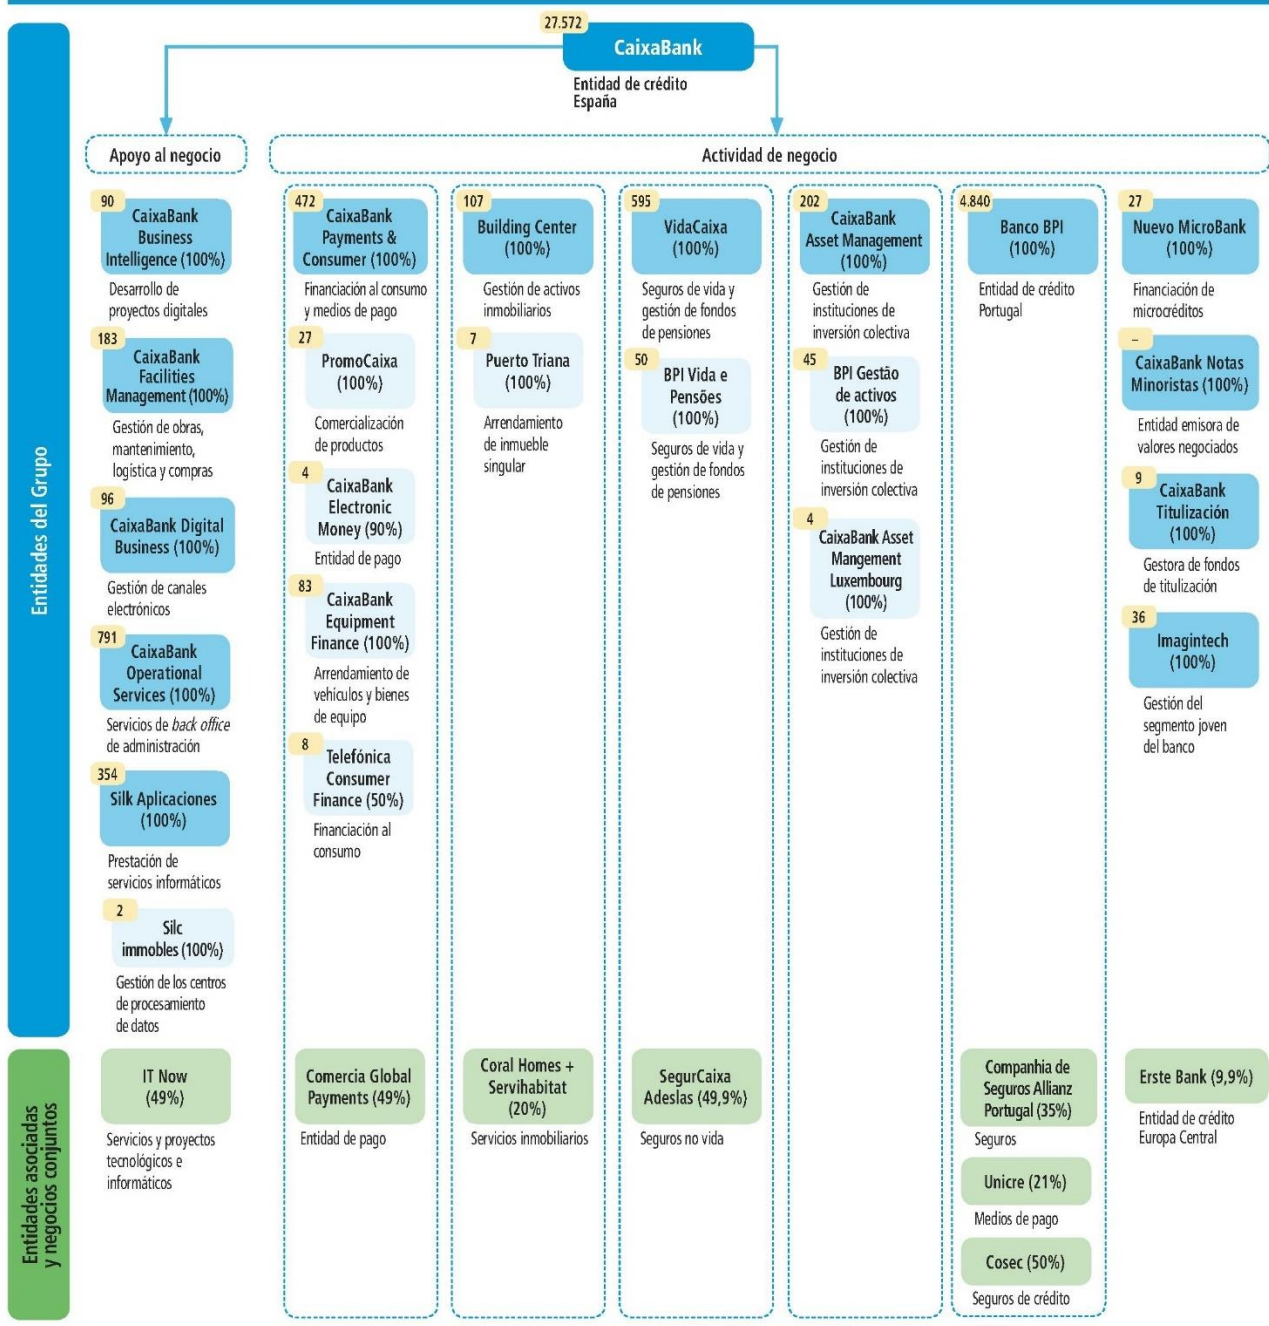 27.572
CaixaBank
Entidad de crédito
España
Apoyo al negocio
Actividad de negocio
Entidades del Grupo
90
CaixaBank
Business
Intelligence (100%)
Desarrollo de
proyectos digitales
183
CaixaBank
Facilities
Management (100%)
Gestión de obras,
mantenimiento,
logística y compras
96
CaixaBank Digital
Business (100%)
Gestión de canales
electrónicos
791
CaixaBank
Operational
Services (100%)
Servicios de back office
de administración
354
Silk Aplicaciones
(100%)
Prestación de
servicios informáticos
2
Silc
immobles (100%)
Gestión de los centros
de procesamiento
de datos
472
CaixaBank
Payments &
Consumer (100%)
Financiación al consumo
y medios de pago
27
PromoCaixa
(100%)
Comercialización
de productos
4
CaixaBank
Electronic
Money (90%)
Entidad de pago
83
CaixaBank
Equipment
Finance (100%)
Arrendamiento de
vehículos y bienes
de equipo
8
Telefónica
Consumer
Finance (50%)
Financiación al
consumo
107
Building Center
(100%)
Gestión de activos
inmobiliarios
7
Puerto Triana
(100%)
Arrendamiento
de inmueble
singular
595
VidaCaixa
(100%)
Seguros de vida y
gestión de fondos
de pensiones
50
BPI Vida e
Pensões
(100%)
Seguros de vida y
gestión de fondos
de pensiones
202
CaixaBank
Asset Management
(100%)
Gestión de
instituciones de
inversión colectiva
45
BPI Gestão
de activos
(100%)
Gestión de
instituciones de
inversión colectiva
4
CaixaBank Asset
Mangement
Luxembourg
(100%)
Gestión de
instituciones de
inversión colectiva
4.840
Banco BPI
(100%)
Entidad de crédito
Portugal
27
Nuevo MicroBank
(100%)
Financiación de
microcréditos
–
CaixaBank Notas
Minoristas (100%)
Entidad emisora de
valores negociados
9
CaixaBank
Titulización
(100%)
Gestora de fondos
de titulización
36
Imagintech
(100%)
Gestión del
segmento joven
del banco
Entidades asociadas
y negocios conjuntos
IT Now
(49%)
Servicios y proyectos
tecnológicos e
informáticos
Comercia Global
Payments (49%)
Entidad de pago
Coral Homes +
Servihabitat
(20%)
Servicios inmobiliarios
SegurCaixa
Adeslas (49,9%)
Seguros no vida
Companhia de
Seguros Allianz
Portugal (35%)
Seguros
Unicre (21%)
Medios de pago
Cosec (50%)
Seguros de crédito
Erste Bank (9,9%)
Entidad de crédito
Europa Central